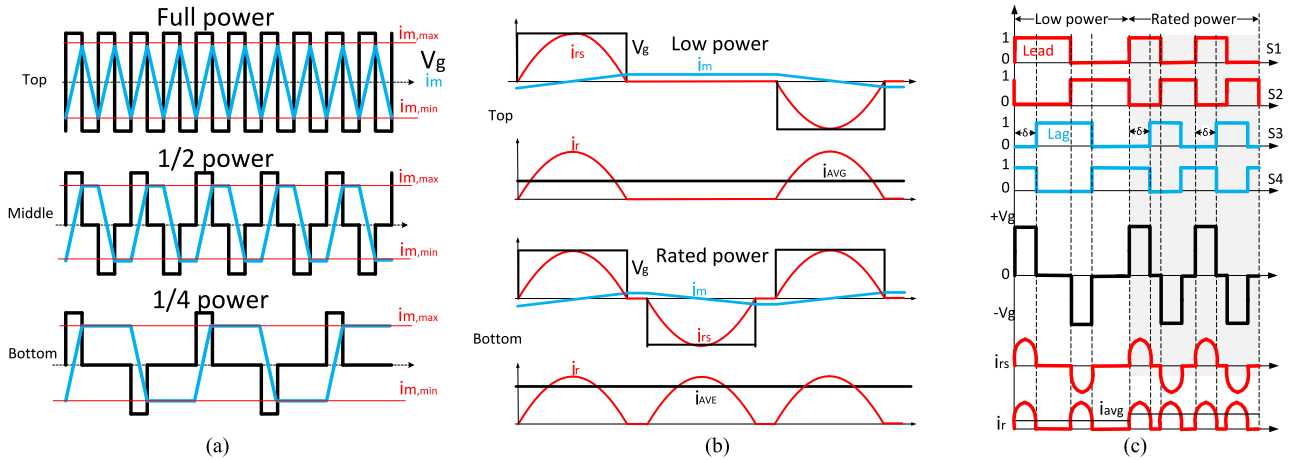 Full power
im,max
Vg
im
Top
im,min
1/2 power
im,max
Middle
im,min
1/4 power
im,max
Bottom
im,min
(a)
Low power
Vg
irs
im
Top
ir
iAVG
Rated power
Vg
im
irs
Bottom
ir
iAVE
(b)
Low power
Rated power
1
Lead
S1
0
1
S2
0
1
δ
Lag
δ
δ
S3
0
1
S4
0
+Vg
0
-Vg
irs
iavg
ir
(c)